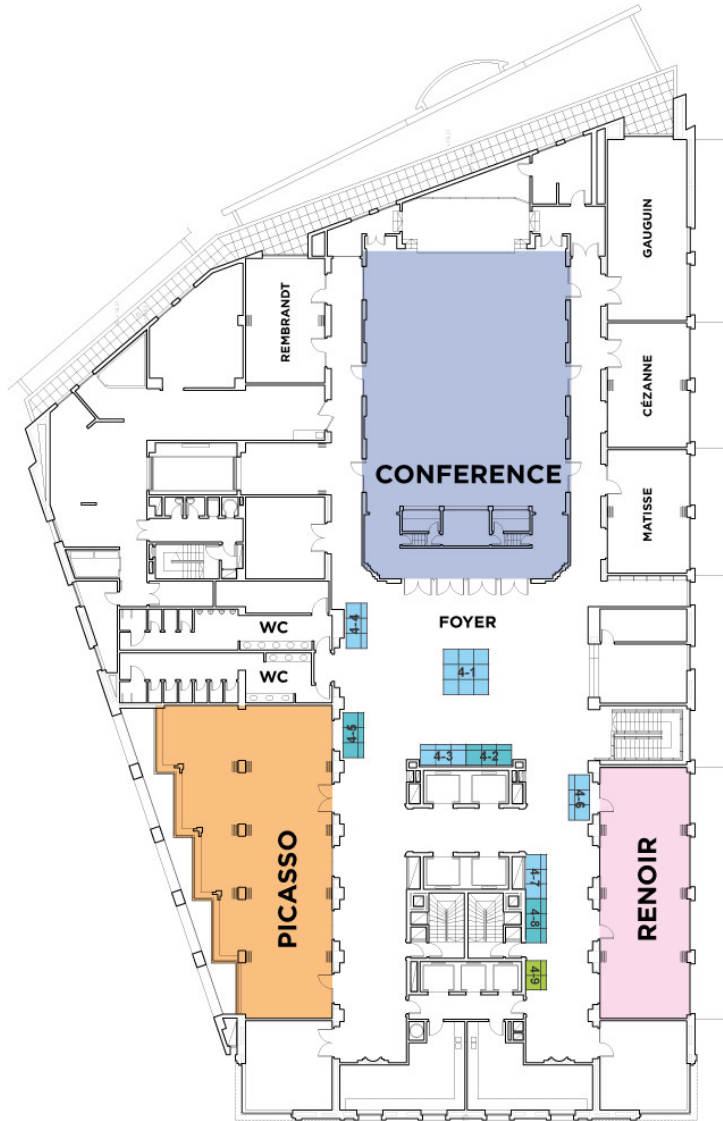 GAUGUIN
REMBRANDT
CÉZANNE
CONFERENCE
MATISSE
4-4
FOYER
WC
4-1
WC
4-5
4-3
4-2
4-6
PICASSO
RENOIR
4-7
4-8
4-9